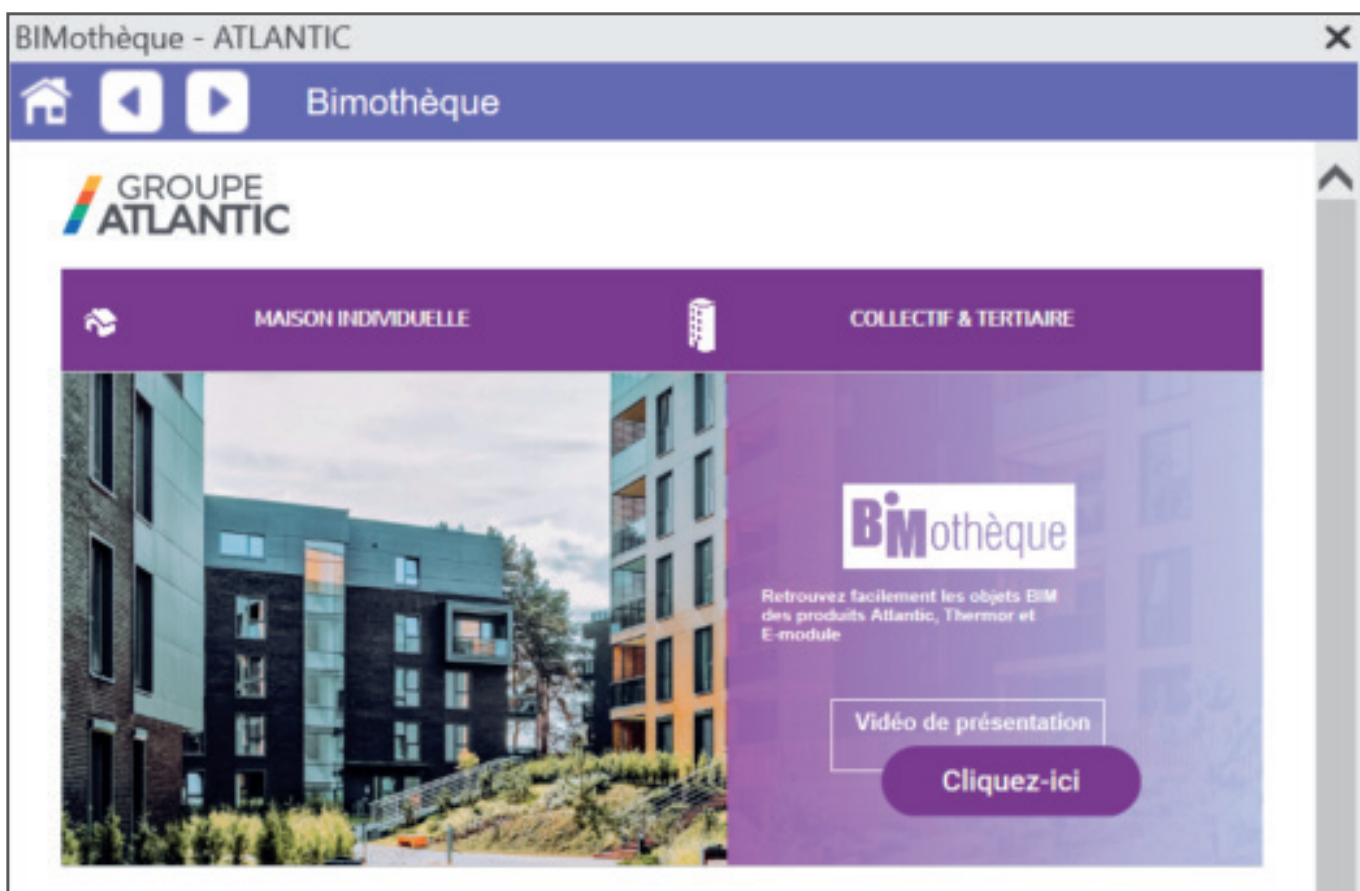 BIMothèque - ATLANTIC
Bimothèque
GROUPE
ATLANTIC
MAISON INDIVIDUELLE
COLLECTIF & TERTIAIRE
BIMothèque
Retrouvez facilement les objets BIM
des produits Atlantic, Thermor et
E-module
Vidéo de présentation
Cliquez-ici